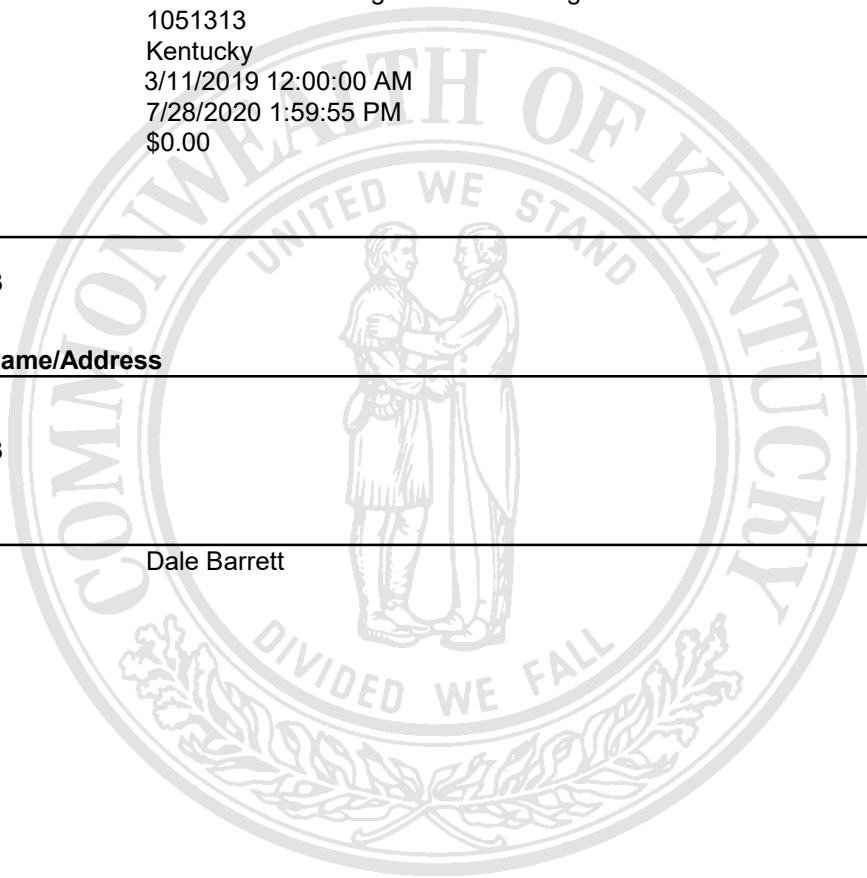 1051313
Kentucky
3/11/2019 12:00:00 AM
7/28/2020 1:59:55 PM
$0.00
ame/Address
Dale Barrett
COMMONWEALTH OF KENTUCKY
UNITED WE STAND
DIVIDED WE FALL